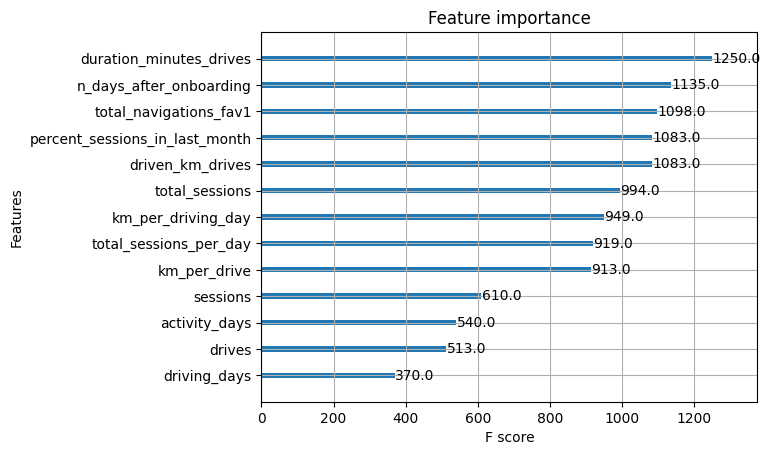 Feature importance
Features
duration_minutes_drives 1250.0
n_days_after_onboarding 1135.0
total_navigations_fav1 1098.0
percent_sessions_in_last_month 1083.0
driven_km_drives 1083.0
total_sessions 994.0
km_per_driving_day 949.0
total_sessions_per_day 919.0
km_per_drive 913.0
sessions 610.0
activity_days 540.0
drives 513.0
driving_days 370.0
0 200 400 600 800 1000 1200
F score